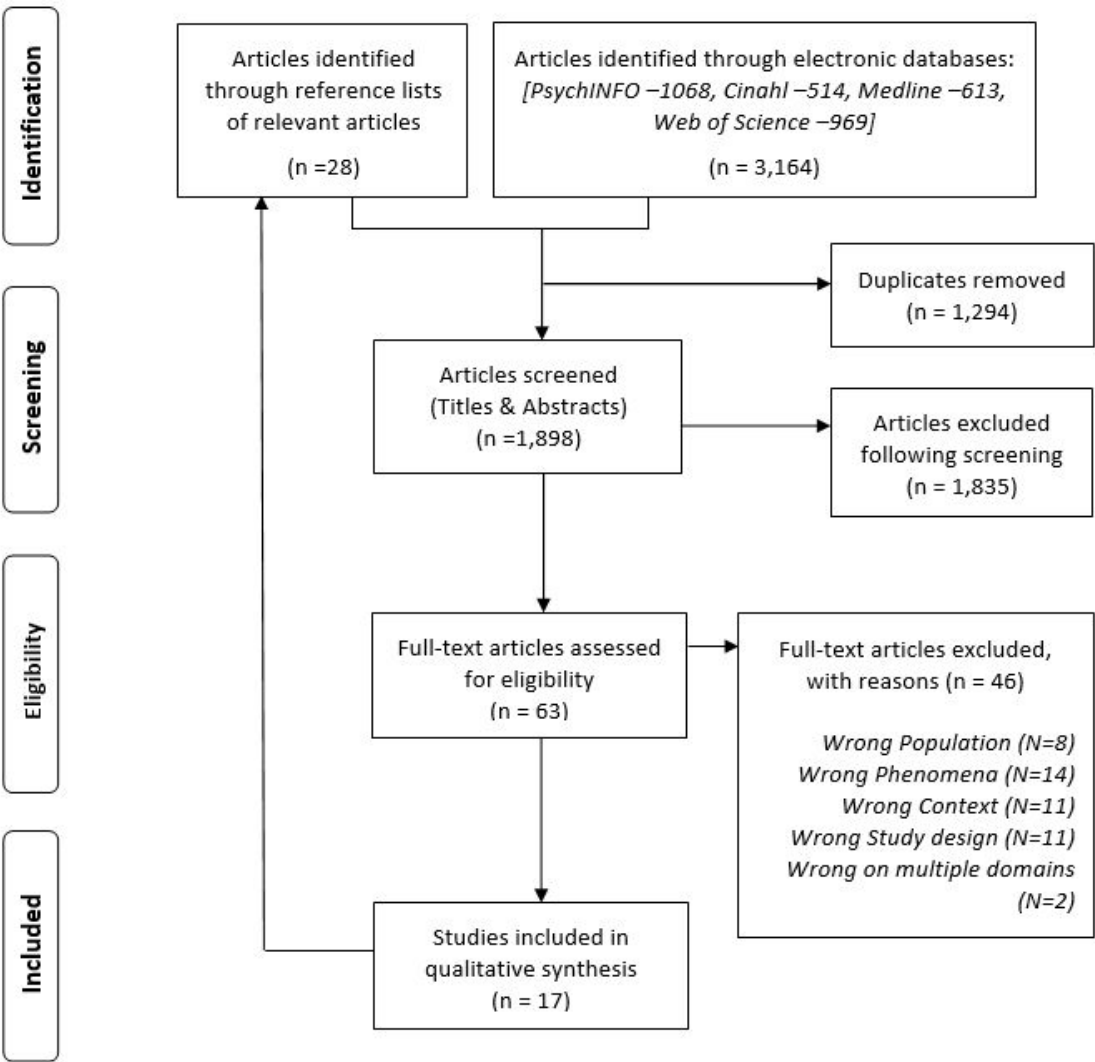 Identification
Articles identified
through reference lists
of relevant articles
(n =28)
Articles identified through electronic databases:
[PsychINFO –1068, Cinahl –514, Medline –613,
Web of Science –969]
(n = 3,164)
Duplicates removed
(n = 1,294)
Screening
Articles screened
(Titles & Abstracts)
(n =1,898)
Articles excluded
following screening
(n = 1,835)
Eligibility
Full-text articles assessed
for eligibility
(n = 63)
Full-text articles excluded,
with reasons (n = 46)
Wrong Population (N=8)
Wrong Phenomena (N=14)
Wrong Context (N=11)
Wrong Study design (N=11)
Wrong on multiple domains
(N=2)
Included
Studies included in
qualitative synthesis
(n = 17)